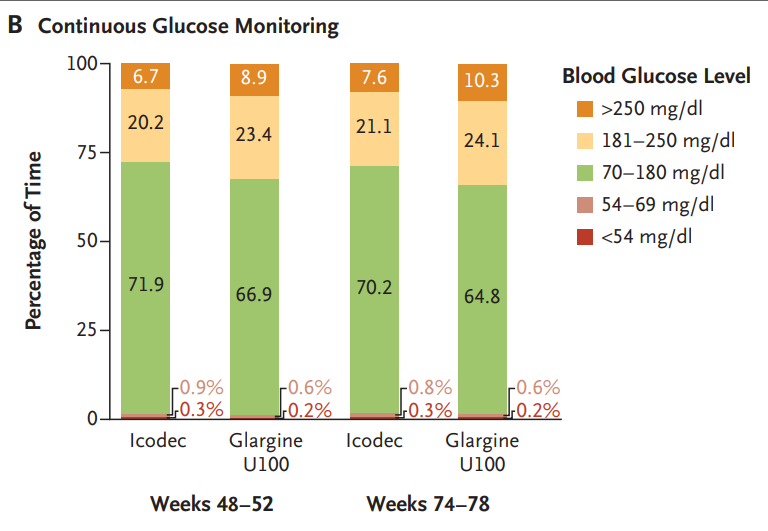 B Continuous Glucose Monitoring
Percentage of Time
100
75
50
25
0
6.7
20.2
71.9
0.9%
0.3%
8.9
23.4
66.9
0.6%
0.2%
7.6
21.1
70.2
0.8%
0.3%
10.3
24.1
64.8
0.6%
0.2%
Icodec
Glargine
U100
Icodec
Glargine
U100
Weeks 48–52
Weeks 74–78
Blood Glucose Level
>250 mg/dl
181–250 mg/dl
70–180 mg/dl
54–69 mg/dl
<54 mg/dl